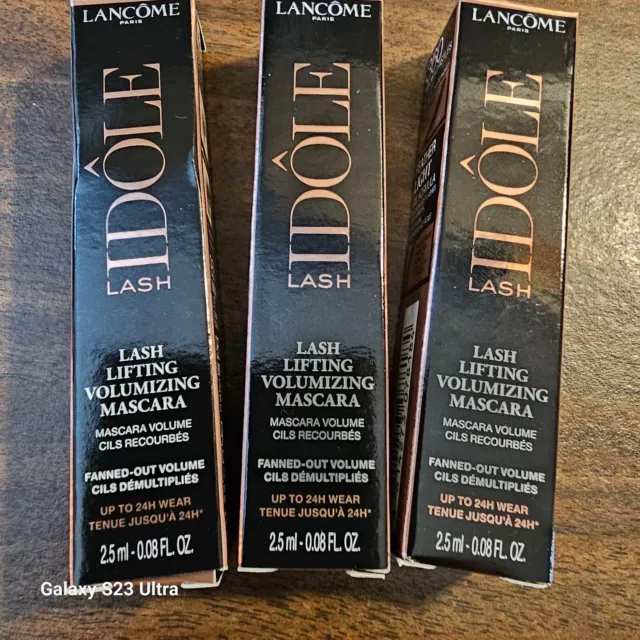 LANCÔME
PARIS
IDÔLE
LASH
LASH
LIFTING
VOLUMIZING
MASCARA
MASCARA VOLUME
CILS RECOURBÉS
FANNED-OUT VOLUME
CILS DÉMULTIPLIÉS
UP TO 24H WEAR
TENUE JUSQU'À 24H*
2.5 ml - 0.08 FL. OZ.
LANCÔME
PARIS
IDÔLE
LASH
LASH
LIFTING
VOLUMIZING
MASCARA
MASCARA VOLUME
CILS RECOURBÉS
FANNED-OUT VOLUME
CILS DÉMULTIPLIÉS
UP TO 24H WEAR
TENUE JUSQU'À 24H*
2.5 ml - 0.08 FL. OZ.
LANCÔME
PARIS
IDÔLE
LASH
LASH
LIFTING
VOLUMIZING
MASCARA
MASCARA VOLUME
CILS RECOURBÉS
FANNED-OUT VOLUME
CILS DÉMULTIPLIÉS
UP TO 24H WEAR
TENUE JUSQU'À 24H*
2.5 ml - 0.08 FL. OZ.
Galaxy S23 Ultra